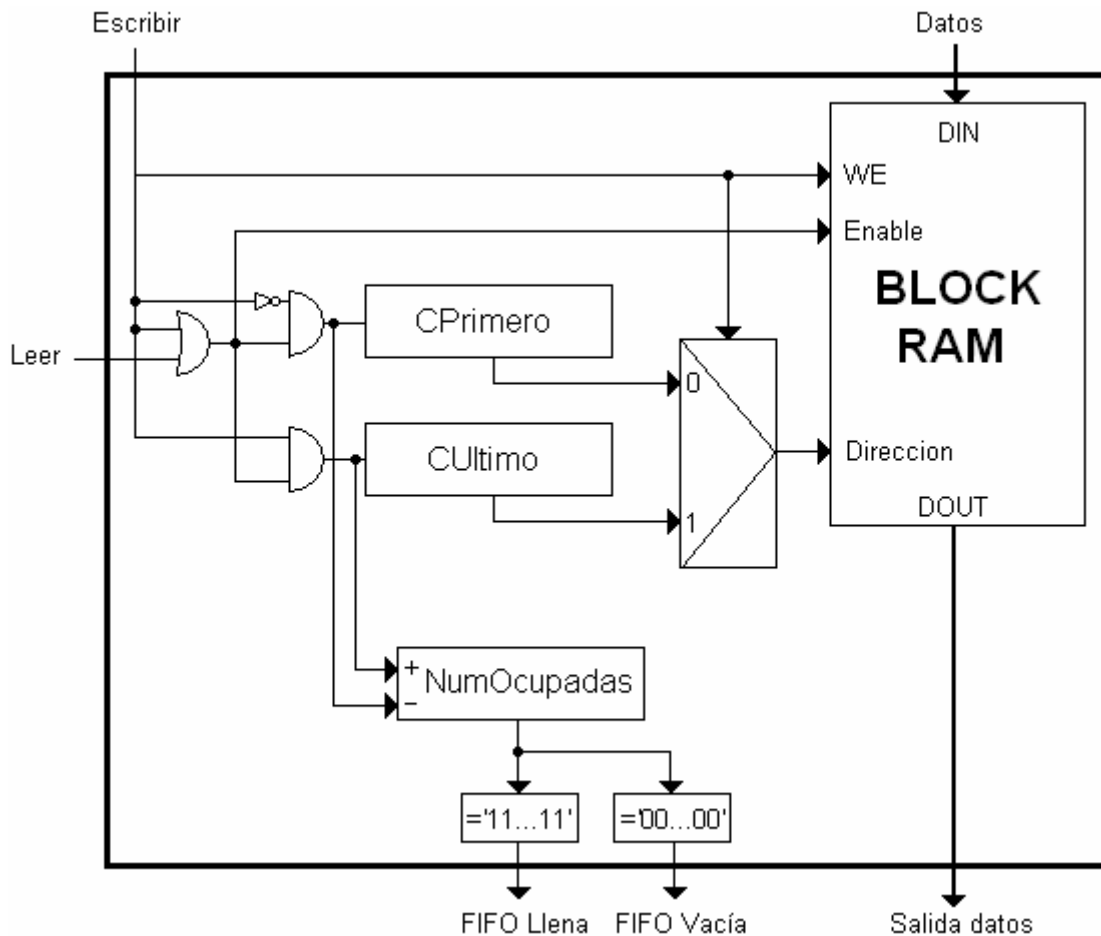 Escribir
Datos
DIN
WE
Enable
BLOCK
RAM
CPrimero
Leer
0
CUltimo
Direccion
1
DOUT
+
NumOcupadas
−
='11...11'
='00...00'
FIFO Llena
FIFO Vacía
Salida datos